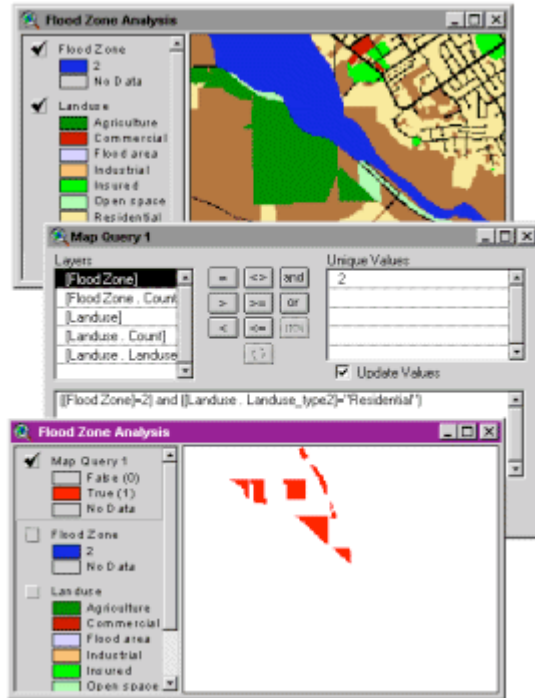 Flood Zone Analysis
Flood Zone
2
No Data
Landuse
Agriculture
Commercial
Flood area
Industrial
Insured
Open space
Residential
Map Query 1
Layers
Unique Values
[Flood Zone]
[Flood Zone . Count
[Landuse]
[Landuse . Count]
[Landuse . Landuse
= <> and
> >= or
< <= not
( )
2
Update Values
([Flood Zone]=2) and ([Landuse . Landuse_type2]="Residential")
Flood Zone Analysis
Map Query 1
False (0)
True (1)
No Data
Flood Zone
2
No Data
Landuse
Agriculture
Commercial
Flood area
Industrial
Insured
Open space